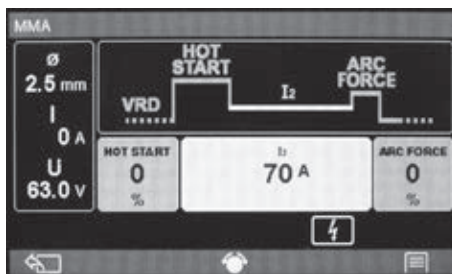 MMA
ø
2.5 mm
I
0 A
U
63.0 V
VRD
HOT
START
I2
ARC
FORCE
HOT START
0
%
I2
70 A
ARC FORCE
0
%